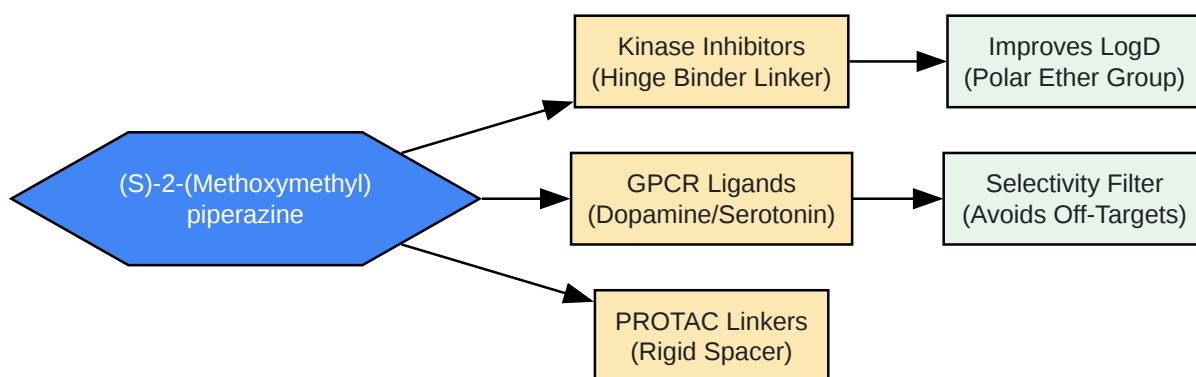 (S)-2-(Methoxymethyl)
piperazine
Kinase Inhibitors
(Hinge Binder Linker)
Improves LogD
(Polar Ether Group)
GPCR Ligands
(Dopamine/Serotonin)
Selectivity Filter
(Avoids Off-Targets)
PROTAC Linkers
(Rigid Spacer)